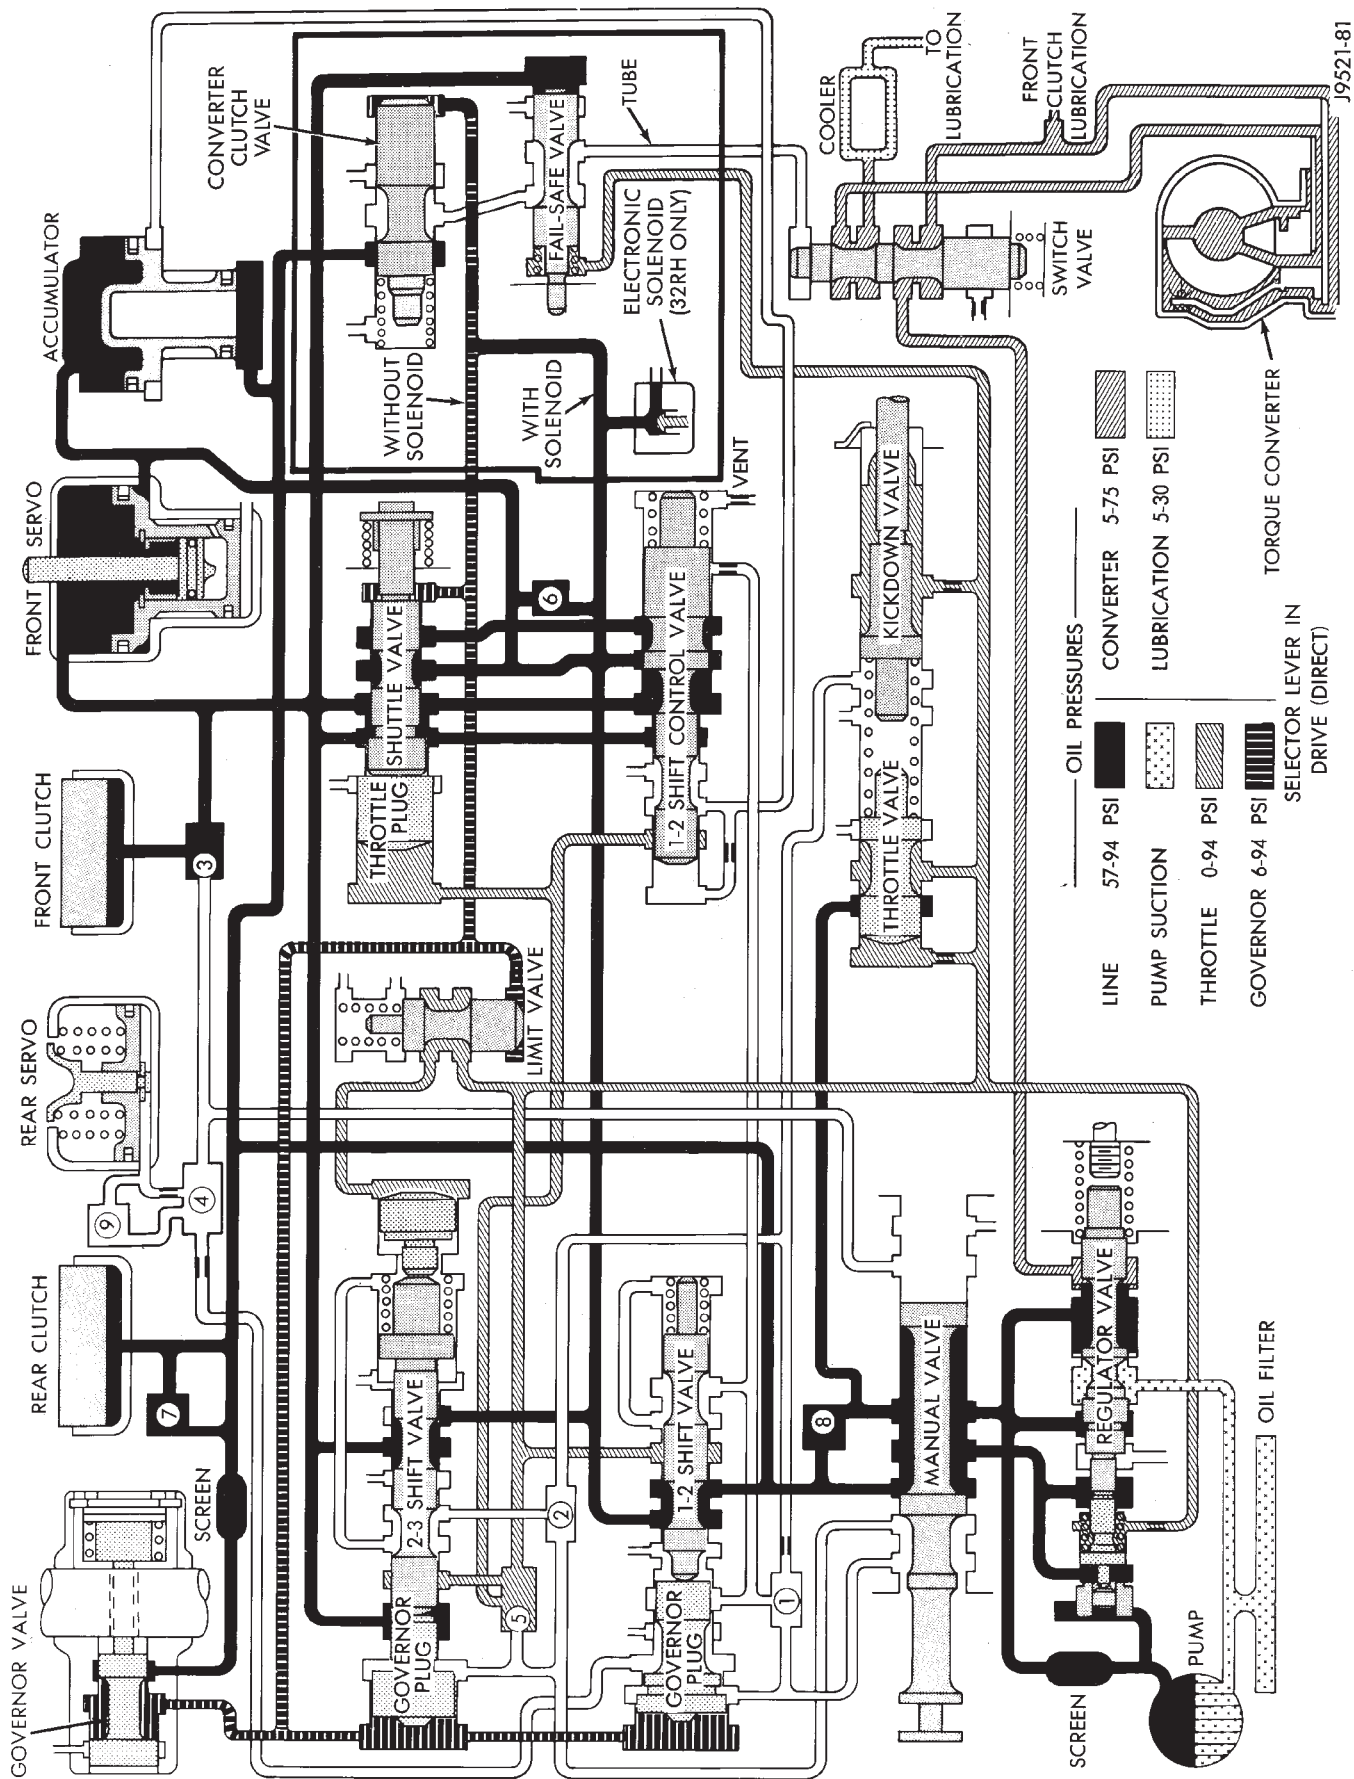 GOVERNOR VALVE
SCREEN
REAR CLUTCH
REAR SERVO
FRONT CLUTCH
FRONT SERVO
ACCUMULATOR
7
9
4
3
CONVERTER
CLUTCH
VALVE
WITHOUT
SOLENOID
GOVERNOR
PLUG
2-3 SHIFT VALVE
LIMIT VALVE
THROTTLE
PLUG
SHUTTLE VALVE
5
2
6
WITH
SOLENOID
FAIL-SAFE VALVE
TUBE
ELECTRONIC
SOLENOID
(32RH ONLY)
GOVERNOR
PLUG
1-2 SHIFT VALVE
1-2 SHIFT CONTROL VALVE
VENT
1
8
MANUAL VALVE
THROTTLE VALVE
KICKDOWN VALVE
COOLER
TO
LUBRICATION
FRONT
CLUTCH
LUBRICATION
SWITCH
VALVE
SCREEN
PUMP
REGULATOR VALVE
OIL FILTER
OIL PRESSURES
LINE 57-94 PSI
PUMP SUCTION
THROTTLE 0-94 PSI
GOVERNOR 6-94 PSI
CONVERTER 5-75 PSI
LUBRICATION 5-30 PSI
SELECTOR LEVER IN
DRIVE (DIRECT)
TORQUE CONVERTER
J9521-81